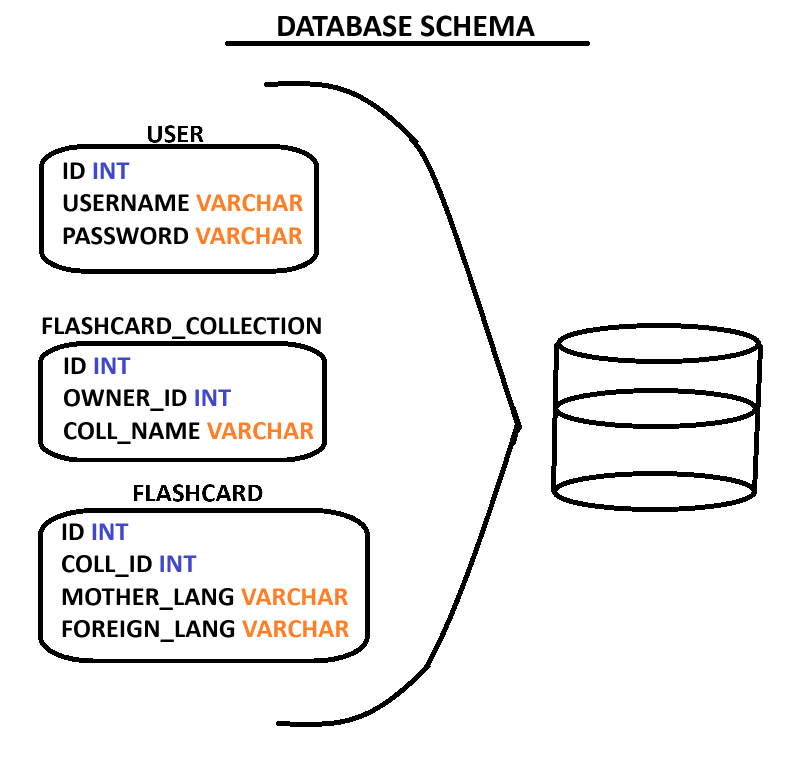 DATABASE SCHEMA
USER
ID INT
USERNAME VARCHAR
PASSWORD VARCHAR
FLASHCARD_COLLECTION
ID INT
OWNER_ID INT
COLL_NAME VARCHAR
FLASHCARD
ID INT
COLL_ID INT
MOTHER_LANG VARCHAR
FOREIGN_LANG VARCHAR